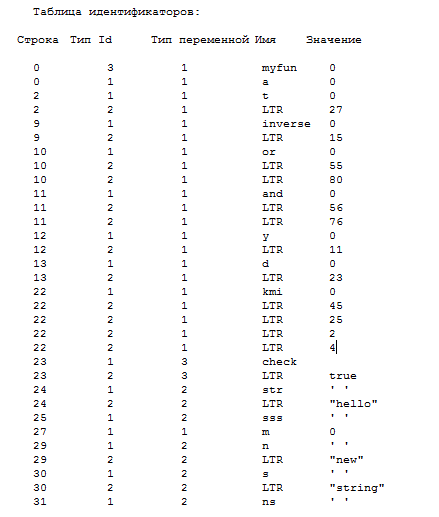 Таблица идентификаторов:
Строка Тип Id Тип переменной Имя Значение
0 3 1 myfun 0
0 1 1 a 0
2 1 1 t 0
2 2 1 LTR 27
9 1 1 inverse 0
9 2 1 LTR 15
10 1 1 or 0
10 2 1 LTR 55
10 2 1 LTR 80
11 1 1 and 0
11 2 1 LTR 56
11 2 1 LTR 76
12 1 1 y 0
12 2 1 LTR 11
13 1 1 d 0
13 2 1 LTR 23
22 1 1 kmi 0
22 2 1 LTR 45
22 2 1 LTR 25
22 2 1 LTR 2
22 2 1 LTR 4
23 1 3 check
23 2 3 LTR true
24 1 2 str ' '
24 2 2 LTR "hello"
25 1 2 sss ' '
27 1 1 m 0
29 1 2 n ' '
29 2 2 LTR "new"
30 1 2 s ' '
30 2 2 LTR "string"
31 1 2 ns ' '